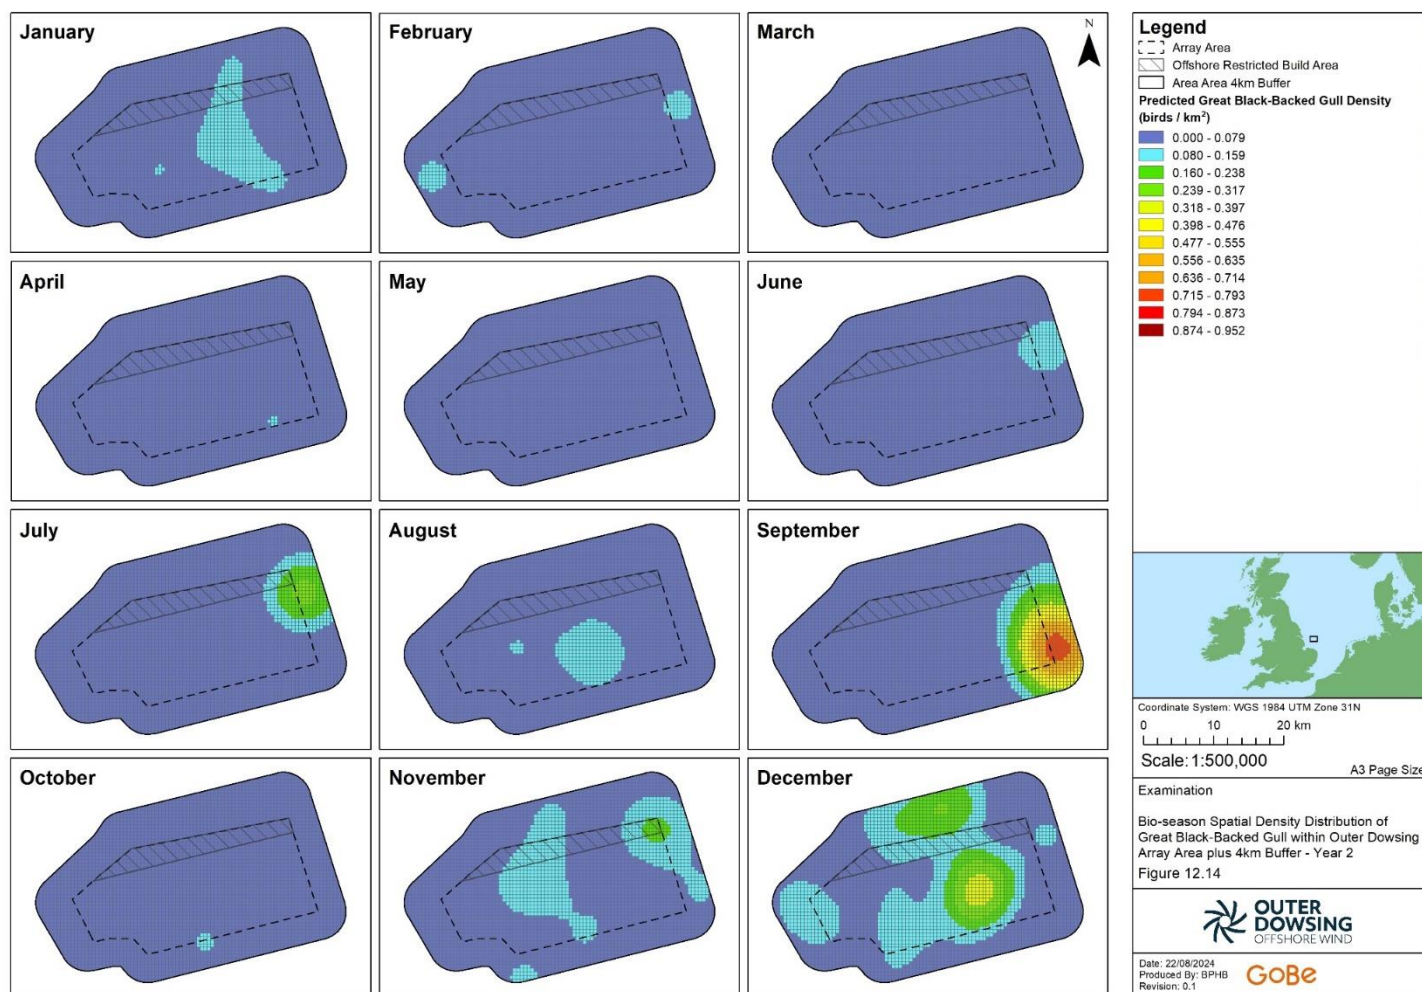 January
February
March
N
April
May
June
July
August
September
October
November
December
Legend
Array Area
Offshore Restricted Build Area
Area Area 4km Buffer
Predicted Great Black-Backed Gull Density
(birds / km²)
0.000 - 0.079
0.080 - 0.159
0.160 - 0.238
0.239 - 0.317
0.318 - 0.397
0.398 - 0.476
0.477 - 0.555
0.556 - 0.635
0.636 - 0.714
0.715 - 0.793
0.794 - 0.873
0.874 - 0.952
Coordinate System: WGS 1984 UTM Zone 31N
0 10 20 km
Scale: 1:500,000
A3 Page Size
Examination
Bio-season Spatial Density Distribution of
Great Black-Backed Gull within Outer Dowsing
Array Area plus 4km Buffer - Year 2
Figure 12.14
OUTER
DOWSING
OFFSHORE WIND
Date: 22/08/2024
Produced By: BPHB
Revision: 0.1
GoBe